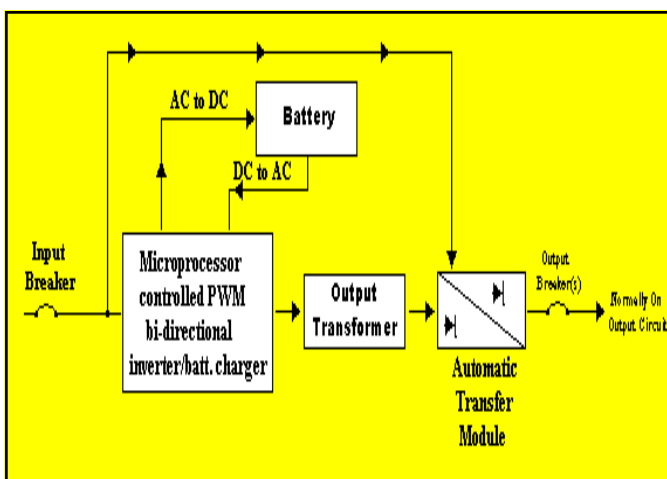 AC to DC
Battery
DC to AC
Input
Breaker
Microprocessor
controlled PWM
bi-directional
inverter/batt. charger
Output
Transformer
Output
Breaker(s)
Normally On
Output Circuit
Automatic
Transfer
Module